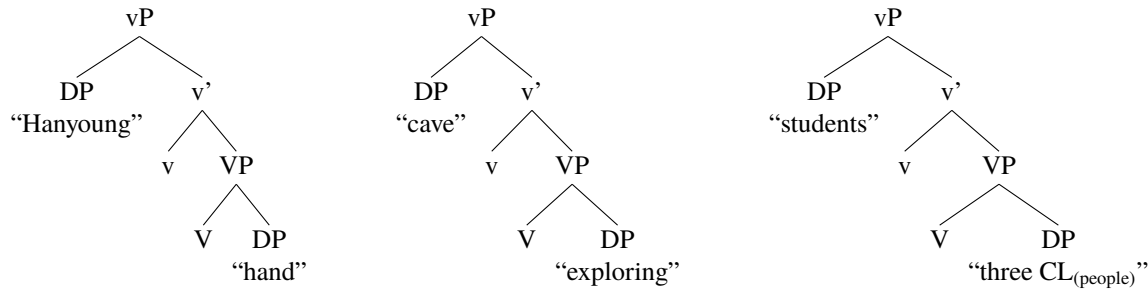 vP vP vP
DP v’ DP v’ DP v’
“Hanyoung” “cave” “students”
v VP v VP v VP
V DP V DP V DP
“hand” “exploring” “three CL(people)”